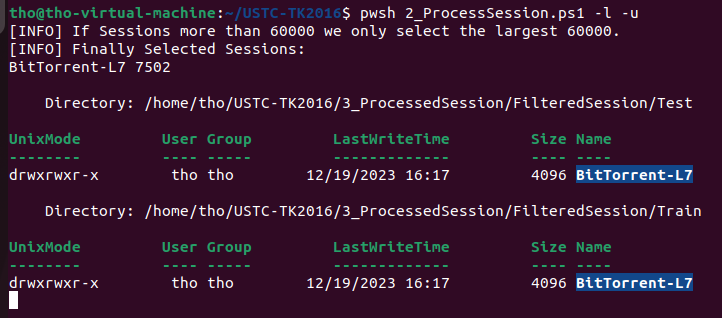 tho@tho-virtual-machine:~/USTC-TK2016$ pwsh 2_ProcessSession.ps1 -l -u
[INFO] If Sessions more than 60000 we only select the largest 60000.
[INFO] Finally Selected Sessions:
BitTorrent-L7 7502
Directory: /home/tho/USTC-TK2016/3_ProcessedSession/FilteredSession/Test
UnixMode User Group LastWriteTime Size Name
-------- ---- ----- ------------- ---- ----
drwxrwxr-x tho tho 12/19/2023 16:17 4096 BitTorrent-L7
Directory: /home/tho/USTC-TK2016/3_ProcessedSession/FilteredSession/Train
UnixMode User Group LastWriteTime Size Name
-------- ---- ----- ------------- ---- ----
drwxrwxr-x tho tho 12/19/2023 16:17 4096 BitTorrent-L7